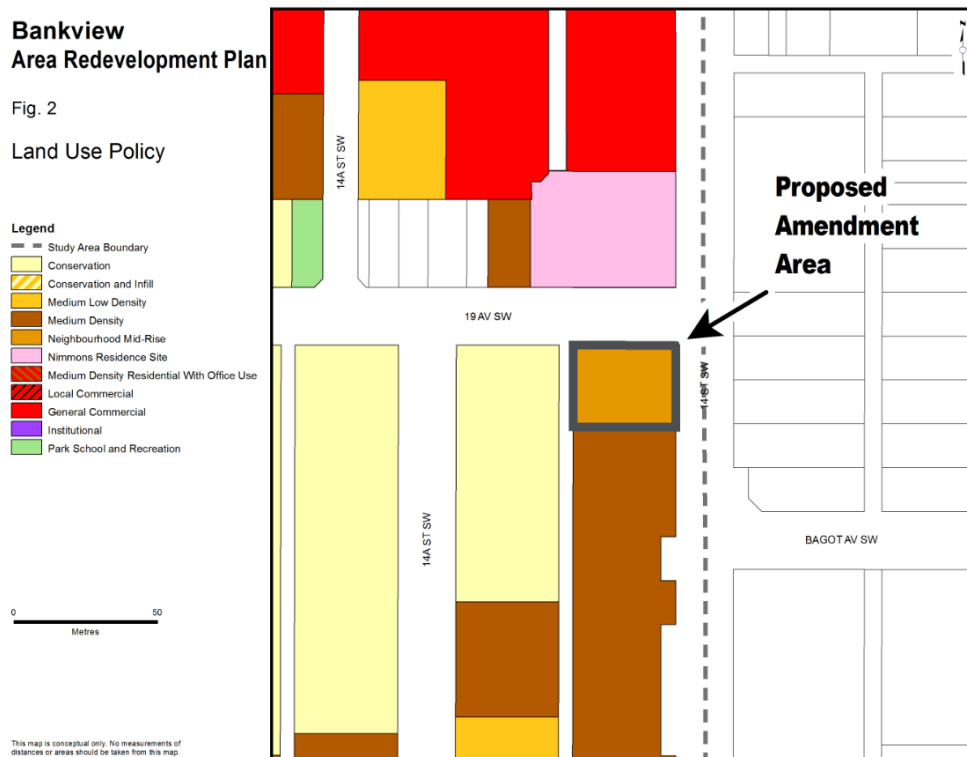 Bankview
Area Redevelopment Plan
Fig. 2
Land Use Policy
Legend
Study Area Boundary
Conservation
Conservation and Infill
Medium Low Density
Medium Density
Neighbourhood Mid-Rise
Nimmons Residence Site
Medium Density Residential With Office Use
Local Commercial
General Commercial
Institutional
Park School and Recreation
0 50
Metres
This map is conceptual only. No measurements of
distances or areas should be taken from this map.
14A ST SW
Proposed
Amendment
Area
19 AV SW
14 ST SW
14A ST SW
BAGOT AV SW